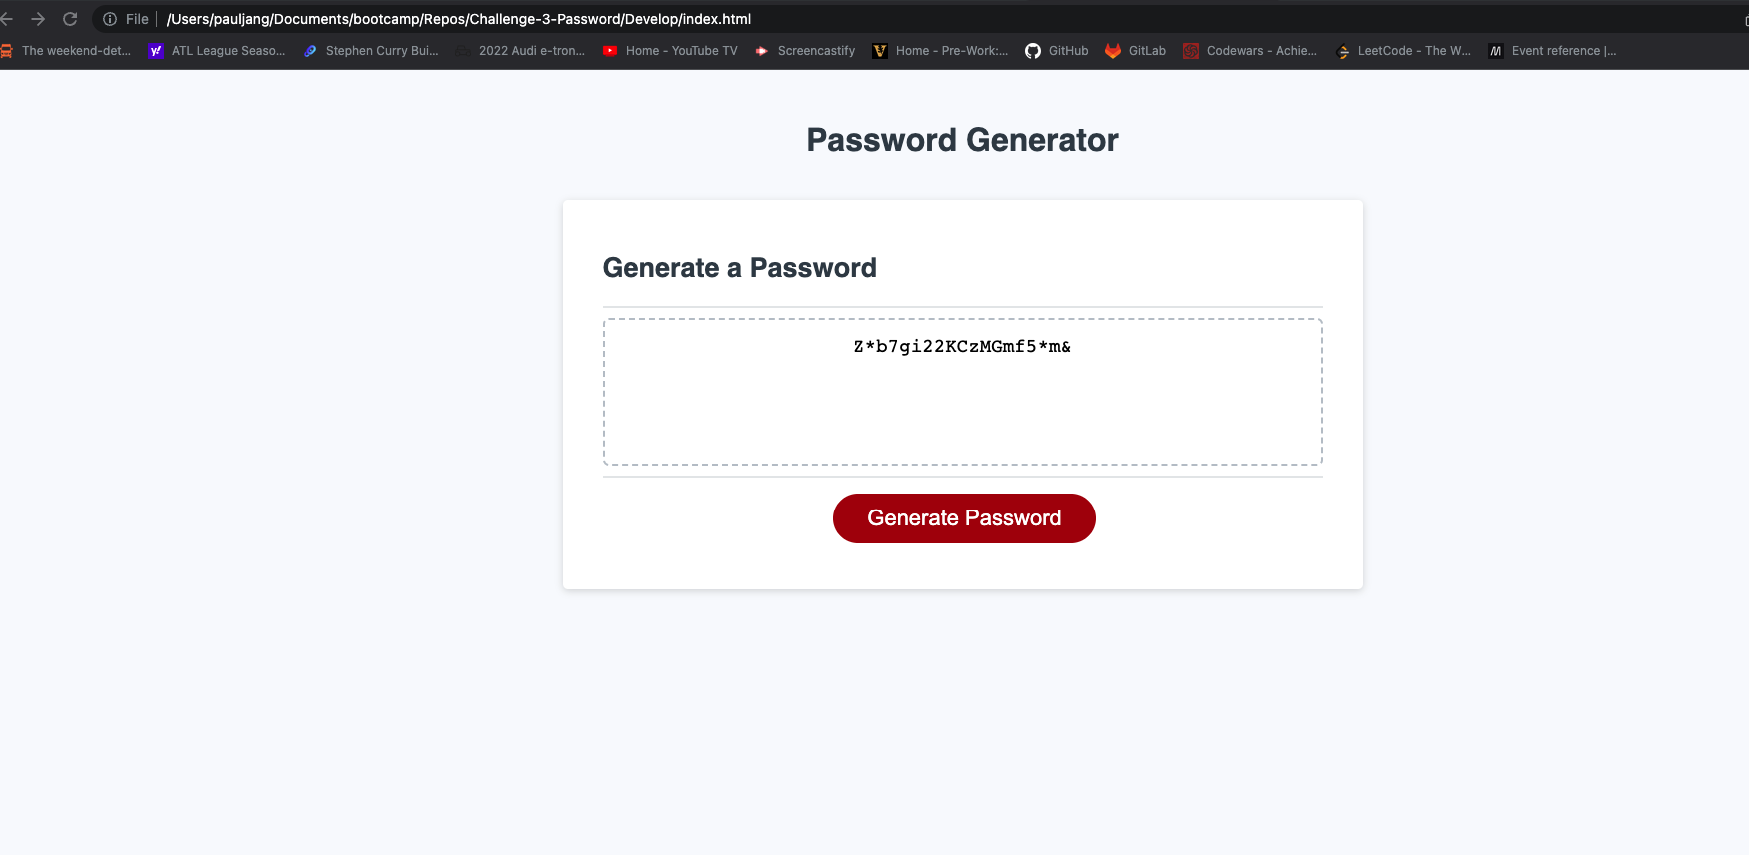 File | /Users/pauljang/Documents/bootcamp/Repos/Challenge-3-Password/Develop/index.html
The weekend-det... ATL League Seaso... Stephen Curry Bui... 2022 Audi e-tron... Home - YouTube TV Screencastify Home - Pre-Work:... GitHub GitLab Codewars - Achie... LeetCode - The W... Event reference |...
Password Generator
Generate a Password
Z*b7gi22KCzMGmf5*m&
Generate Password